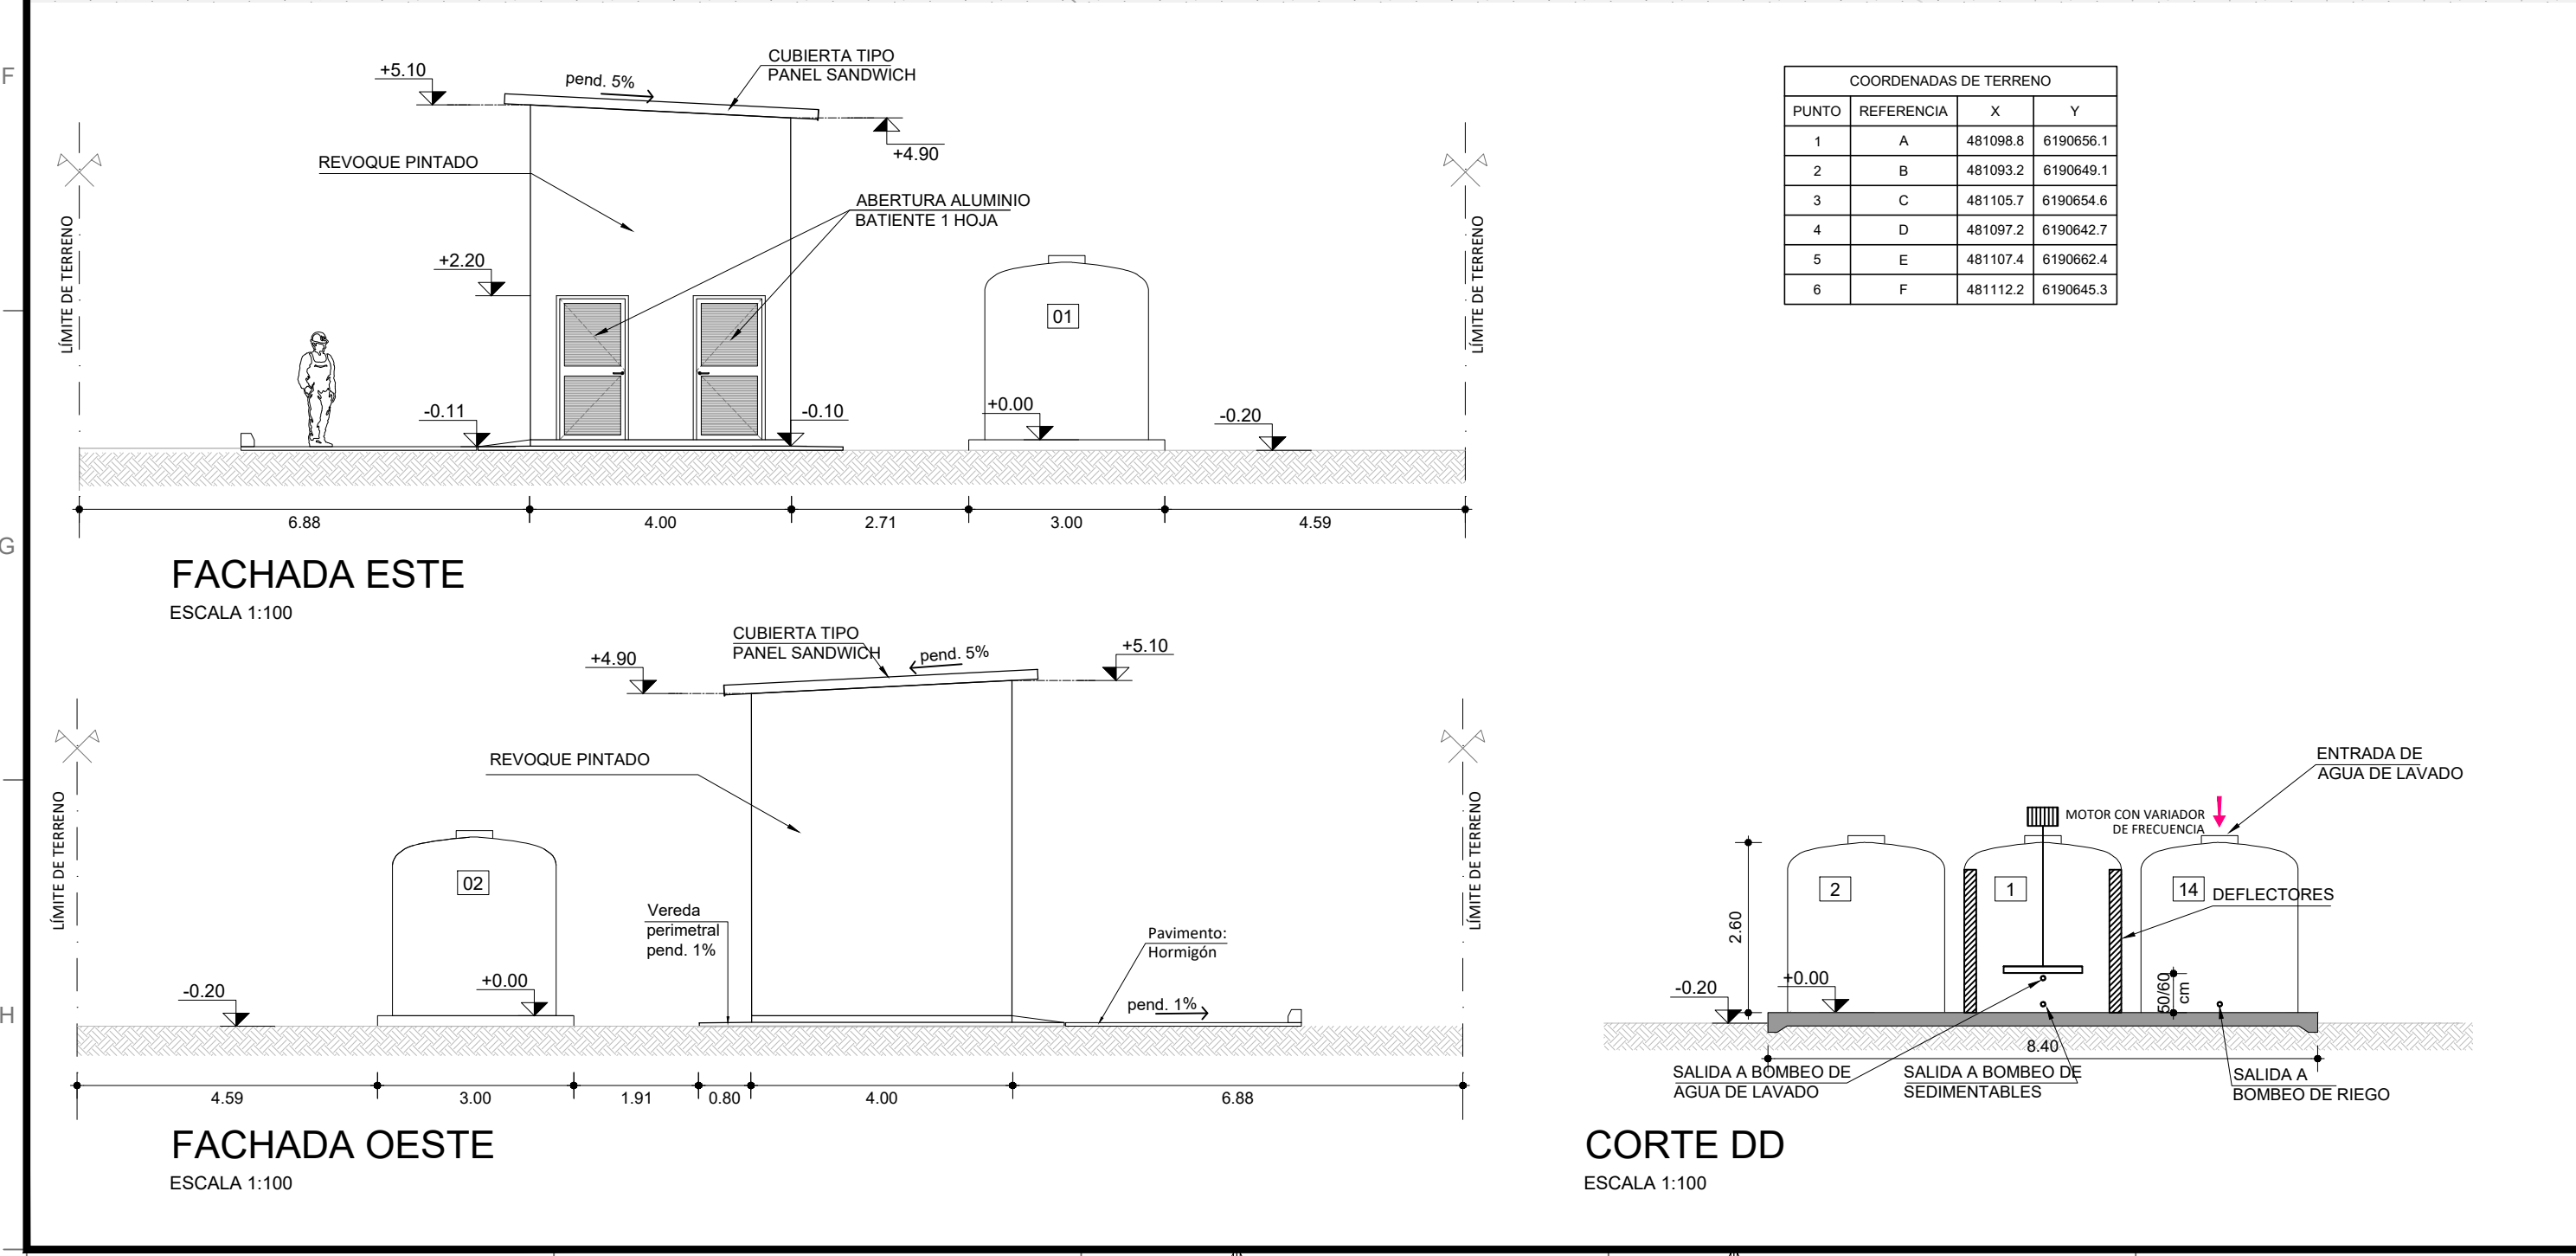 F
G
H
+5.10
pend. 5%
CUBIERTA TIPO
PANEL SANDWICH
+4.90
REVOQUE PINTADO
ABERTURA ALUMINIO
BATIENTE 1 HOJA
+2.20
01
LÍMITE DE TERRENO
LÍMITE DE TERRENO
-0.11
-0.10
+0.00
-0.20
6.88
4.00
2.71
3.00
4.59
FACHADA ESTE
ESCALA 1:100
COORDENADAS DE TERRENO
PUNTO REFERENCIA X Y
1 A 481098.8 6190656.1
2 B 481093.2 6190649.1
3 C 481105.7 6190654.6
4 D 481097.2 6190642.7
5 E 481107.4 6190662.4
6 F 481112.2 6190645.3
CUBIERTA TIPO
PANEL SANDWICH
pend. 5%
+4.90
+5.10
REVOQUE PINTADO
LÍMITE DE TERRENO
LÍMITE DE TERRENO
02
Vereda
perimetral
pend. 1%
Pavimento:
Hormigón
-0.20
+0.00
pend. 1%
4.59
3.00
1.91
0.80
4.00
6.88
FACHADA OESTE
ESCALA 1:100
ENTRADA DE
AGUA DE LAVADO
MOTOR CON VARIADOR
DE FRECUENCIA
2
1
14
DEFLECTORES
2.60
50/60
cm
-0.20
+0.00
8.40
SALIDA A BOMBEO DE
AGUA DE LAVADO
SALIDA A BOMBEO DE
SEDIMENTABLES
SALIDA A
BOMBEO DE RIEGO
CORTE DD
ESCALA 1:100